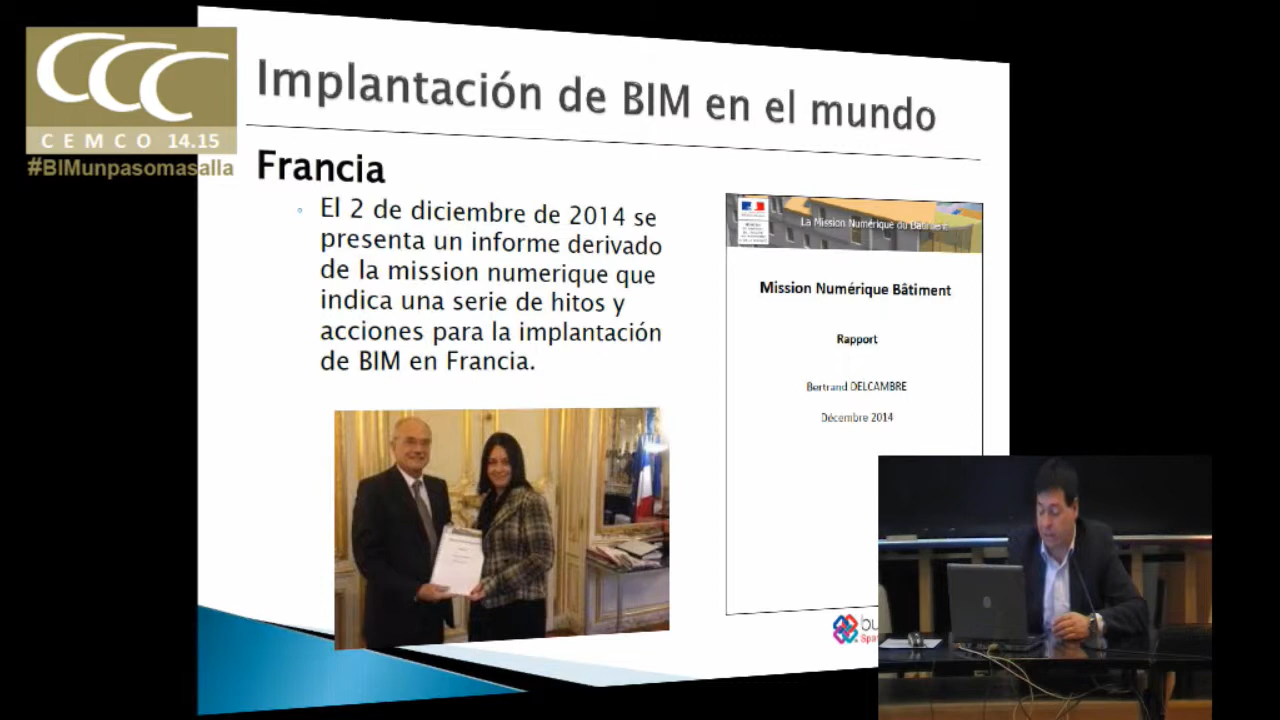 CCC
CEMCO 14.15
#BIMunpasomasalla
Implantación de BIM en el mundo
Francia
El 2 de diciembre de 2014 se
presenta un informe derivado
de la mission numerique que
indica una serie de hitos y
acciones para la implantación
de BIM en Francia.
La Mission Numérique du Bâtiment
Mission Numérique Bâtiment
Rapport
Bertrand DELCAMBRE
Décembre 2014